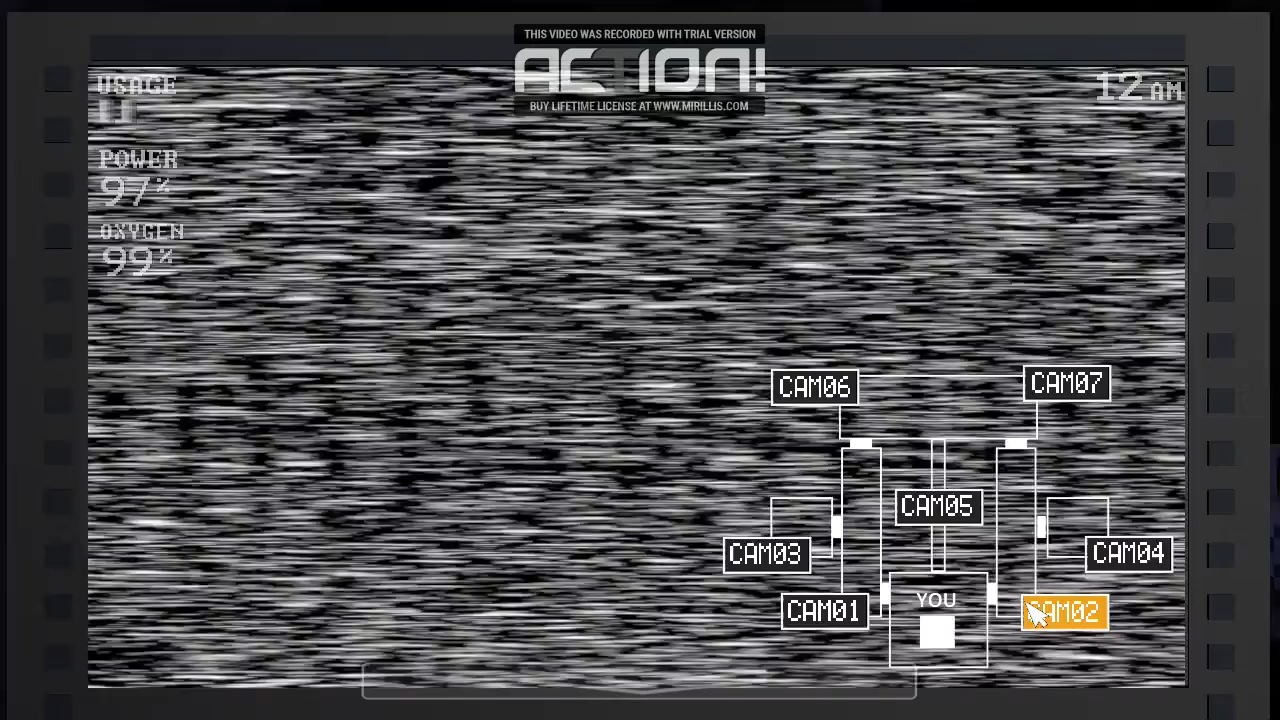 THIS VIDEO WAS RECORDED WITH TRIAL VERSION
ACTION!
BUY LIFETIME LICENSE AT WWW.MIRILLIS.COM
USAGE
12 AM
POWER
97%
OXYGEN
99%
CAM06
CAM07
CAM05
CAM03
CAM04
YOU
CAM01
CAM02